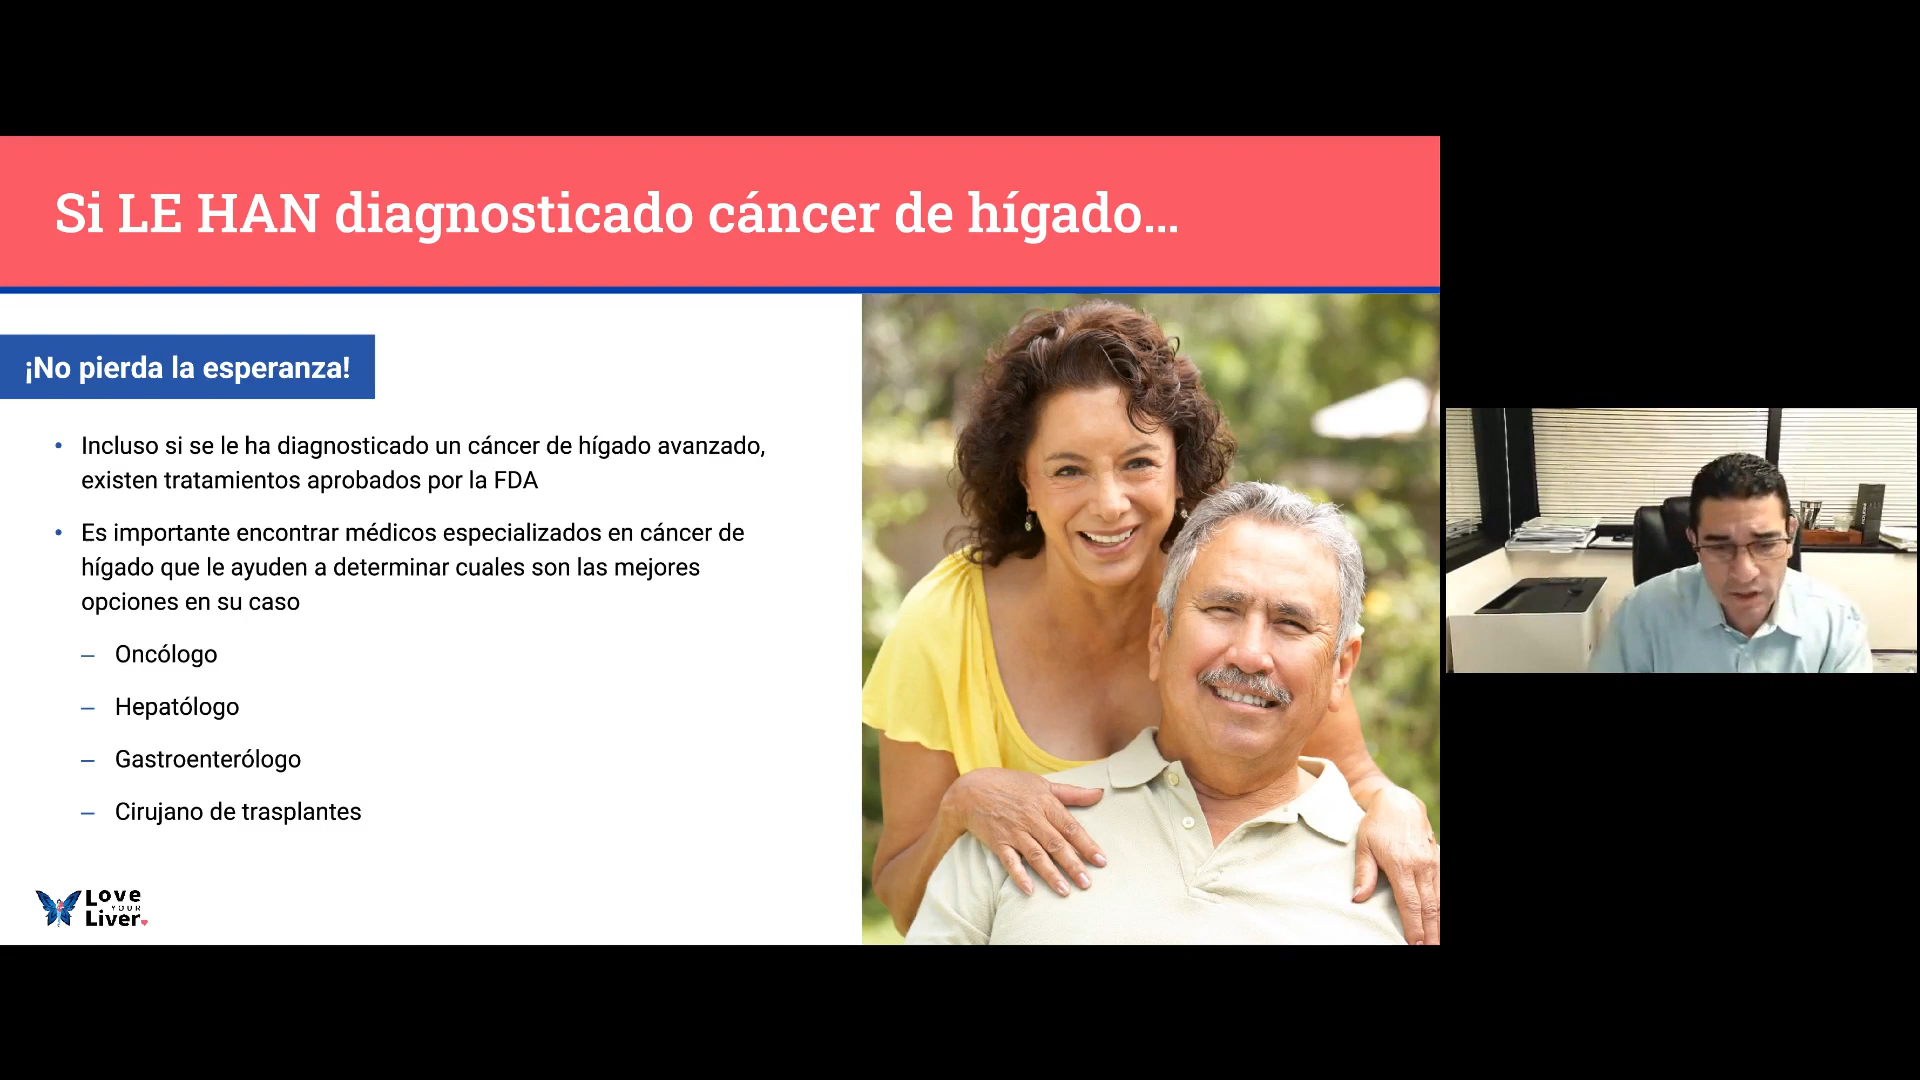 Si LE HAN diagnosticado cáncer de hígado...
¡No pierda la esperanza!
• Incluso si se le ha diagnosticado un cáncer de hígado avanzado,
existen tratamientos aprobados por la FDA
• Es importante encontrar médicos especializados en cáncer de
hígado que le ayuden a determinar cuales son las mejores
opciones en su caso
– Oncólogo
– Hepatólogo
– Gastroenterólogo
– Cirujano de trasplantes
Love
YOUR
Liver